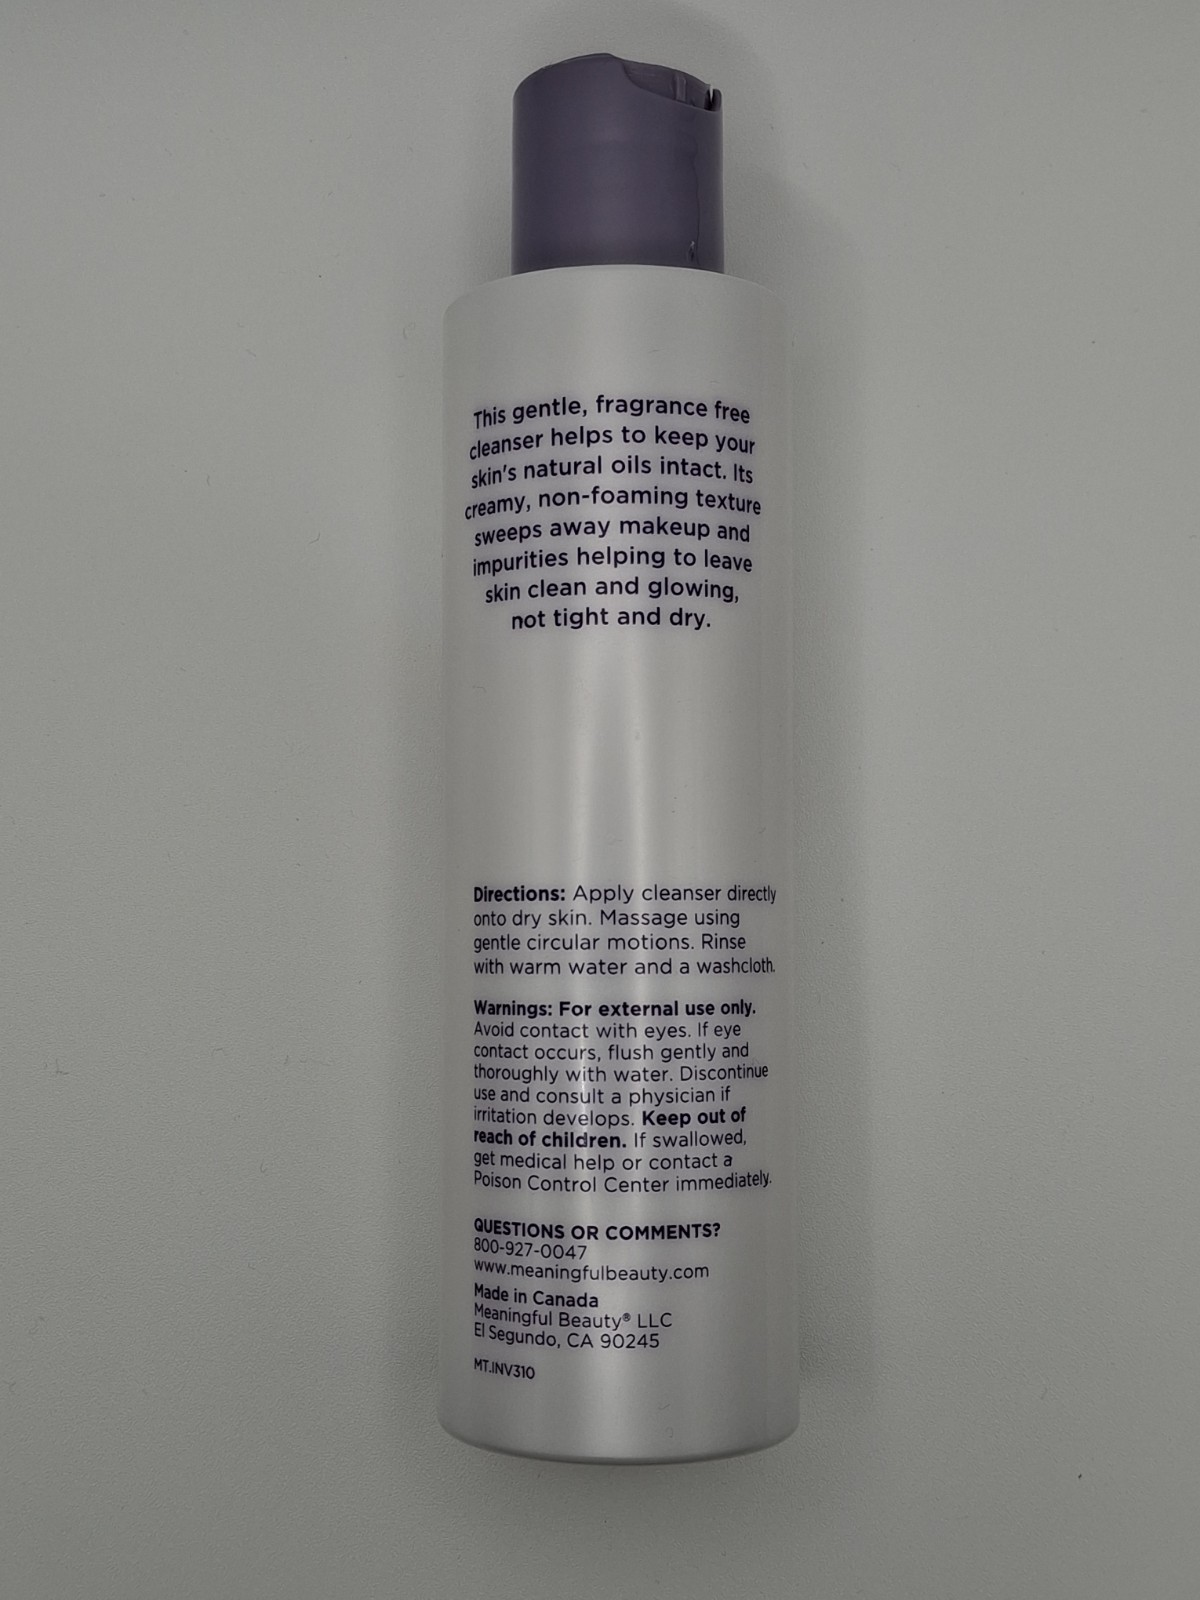 This gentle, fragrance free
cleanser helps to keep your
skin's natural oils intact. Its
creamy, non-foaming texture
sweeps away makeup and
impurities helping to leave
skin clean and glowing,
not tight and dry.
Directions: Apply cleanser directly
onto dry skin. Massage using
gentle circular motions. Rinse
with warm water and a washcloth.
Warnings: For external use only.
Avoid contact with eyes. If eye
contact occurs, flush gently and
thoroughly with water. Discontinue
use and consult a physician if
irritation develops. Keep out of
reach of children. If swallowed,
get medical help or contact a
Poison Control Center immediately.
QUESTIONS OR COMMENTS?
800-927-0047
www.meaningfulbeauty.com
Made in Canada
Meaningful Beauty® LLC
El Segundo, CA 90245
MT.INV310